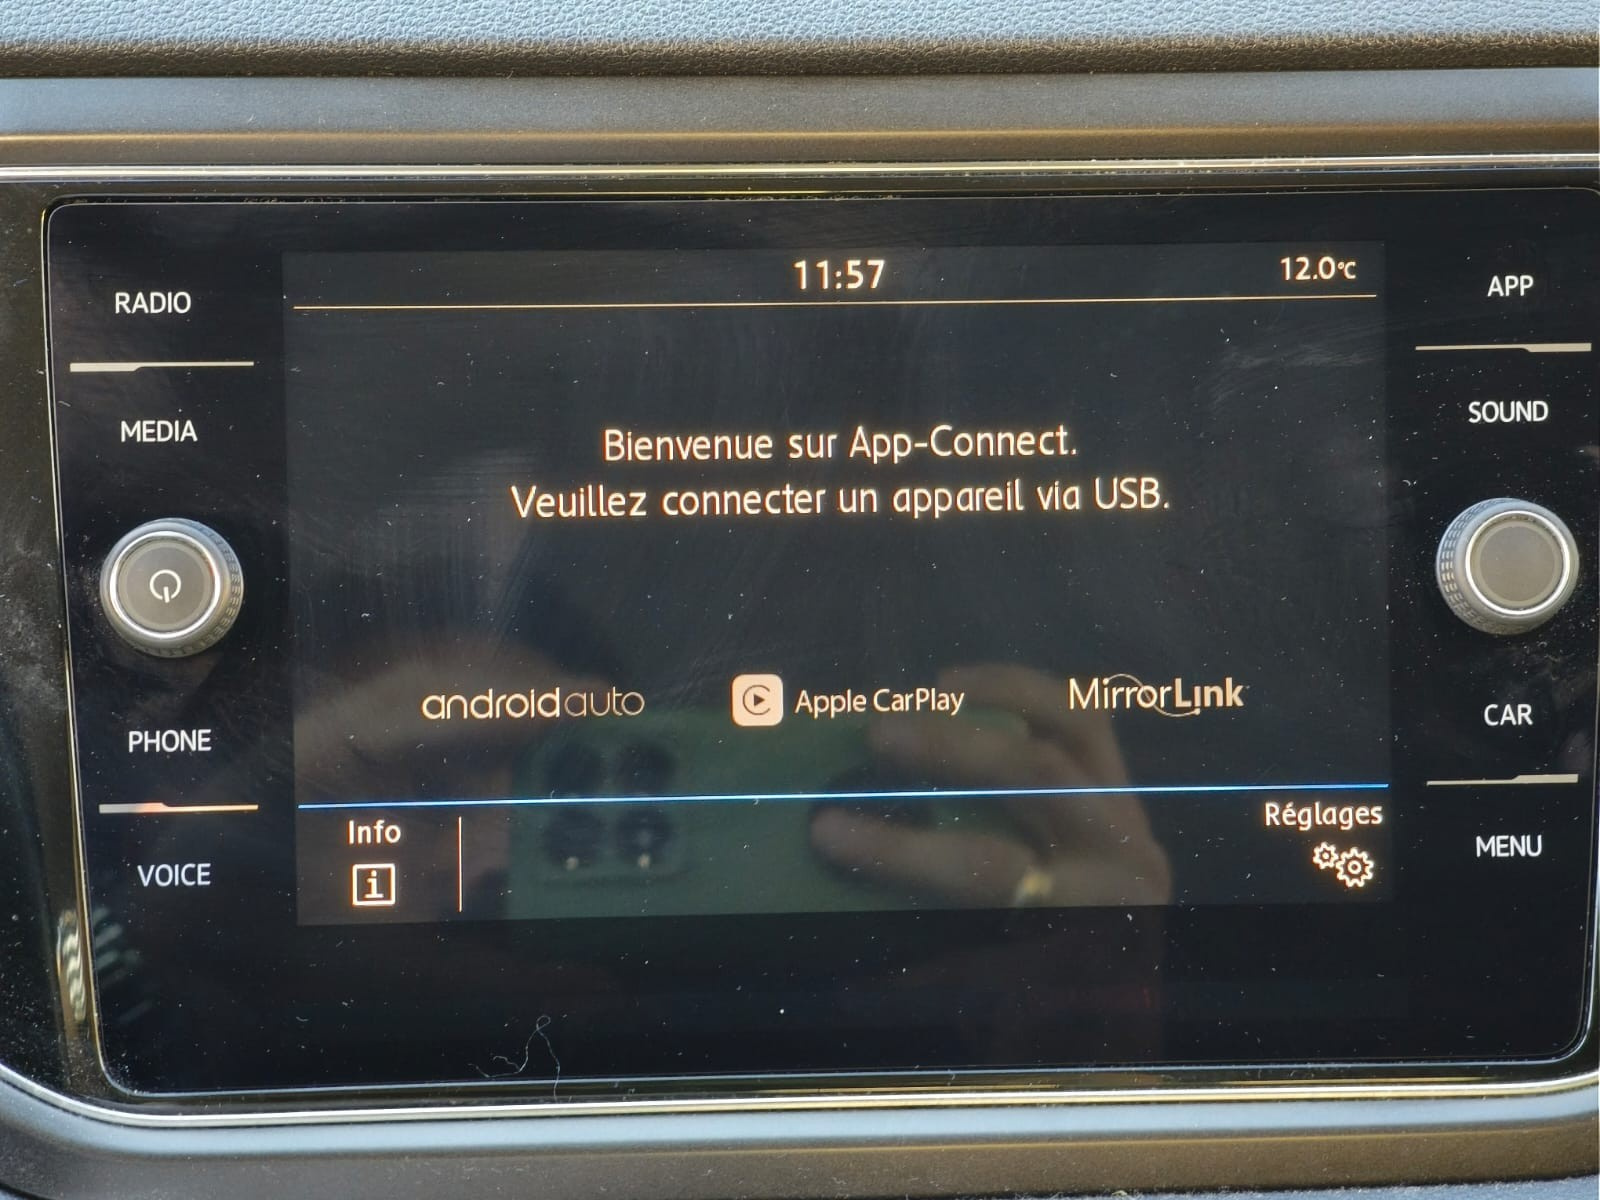 11:57
12.0°C
RADIO
MEDIA
PHONE
VOICE
Bienvenue sur App-Connect.
Veuillez connecter un appareil via USB.
androidauto
Apple CarPlay
MirrorLink
Info
i
Réglages
APP
SOUND
CAR
MENU